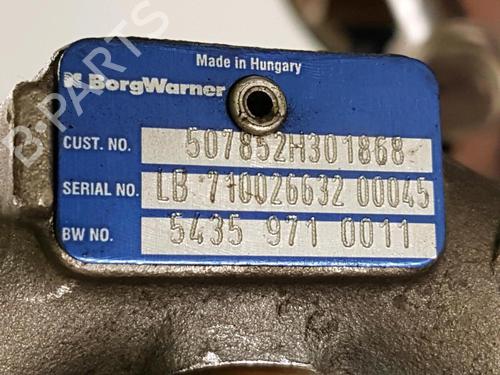 Made in Hungary
BorgWarner
CUST. NO. 507852H301868
SERIAL NO. LB 710026632 00045
BW NO. 5435 971 0011
B-PARTS